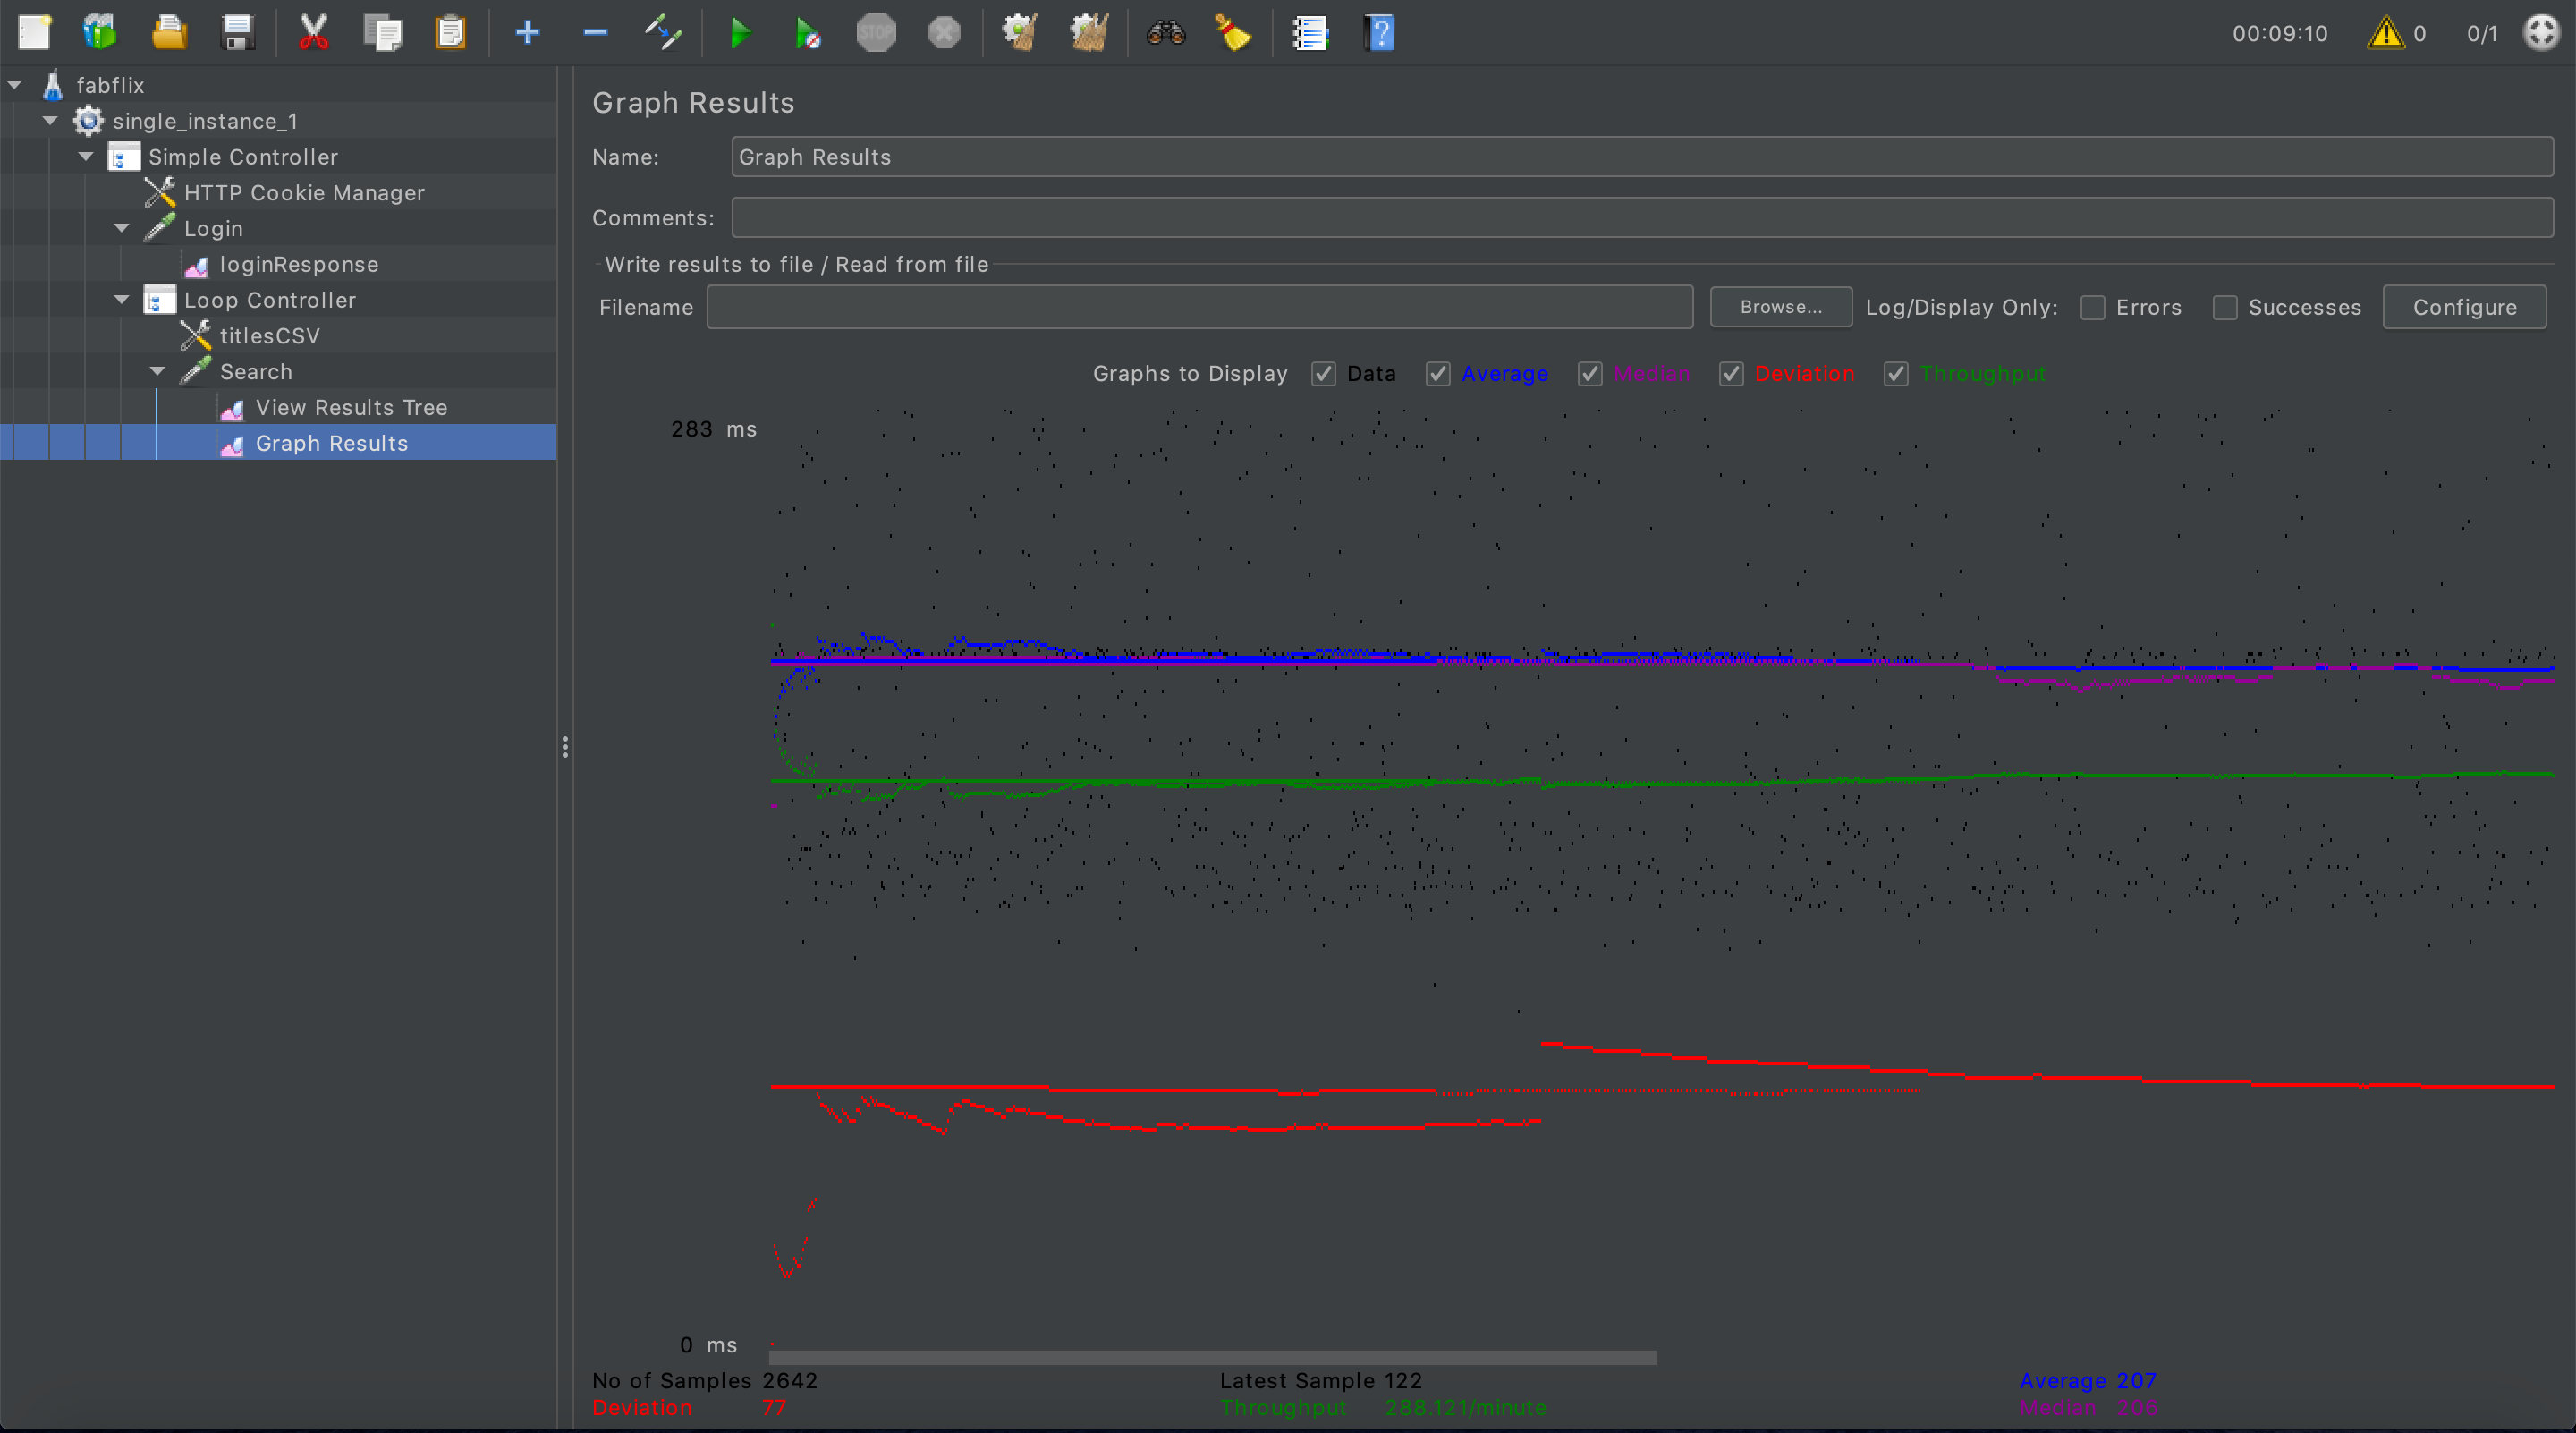 STOP
00:09:10
0
0/1
fabflix
single_instance_1
Simple Controller
HTTP Cookie Manager
Login
loginResponse
Loop Controller
titlesCSV
Search
View Results Tree
Graph Results
Graph Results
Name: Graph Results
Comments:
Write results to file / Read from file
Filename Browse... Log/Display Only: Errors Successes Configure
Graphs to Display Data Average Median Deviation Throughput
283 ms
0 ms
No of Samples 2642 Latest Sample 122 Average 207
Deviation 77 Throughput 288.121/minute Median 206